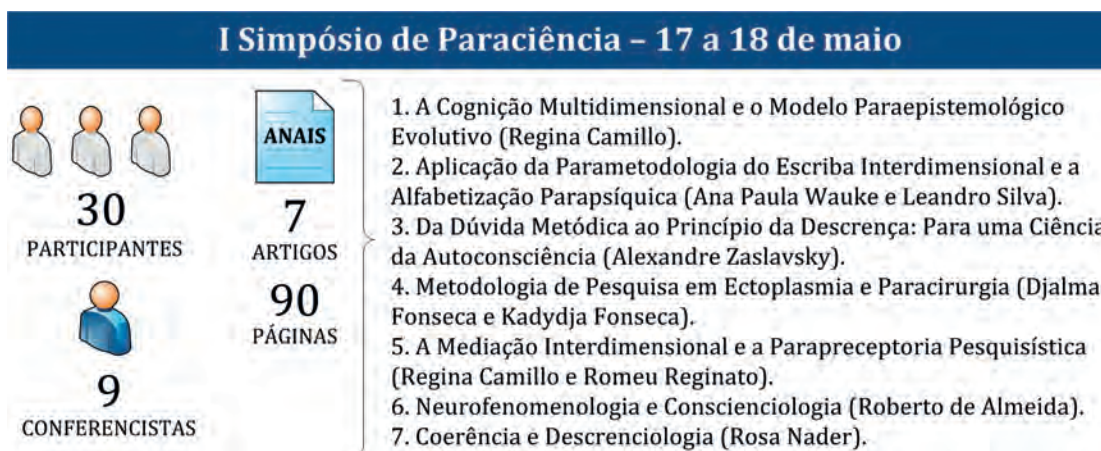 I Simpósio de Paraciência – 17 a 18 de maio
30
PARTICIPANTES
9
CONFERENCISTAS
ANAIS
7
ARTIGOS
90
PÁGINAS
1. A Cognição Multidimensional e o Modelo Paraepistemológico
Evolutivo (Regina Camillo).
2. Aplicação da Parametodologia do Escriba Interdimensional e a
Alfabetização Parapsíquica (Ana Paula Wauke e Leandro Silva).
3. Da Dúvida Metódica ao Princípio da Descrença: Para uma Ciência
da Autoconsciência (Alexandre Zaslavsky).
4. Metodologia de Pesquisa em Ectoplasmia e Paracirurgia (Djalma
Fonseca e Kadydja Fonseca).
5. A Mediação Interdimensional e a Parapreceptoria Pesquisística
(Regina Camillo e Romeu Reginato).
6. Neurofenomenologia e Conscienciologia (Roberto de Almeida).
7. Coerência e Descrenciologia (Rosa Nader).